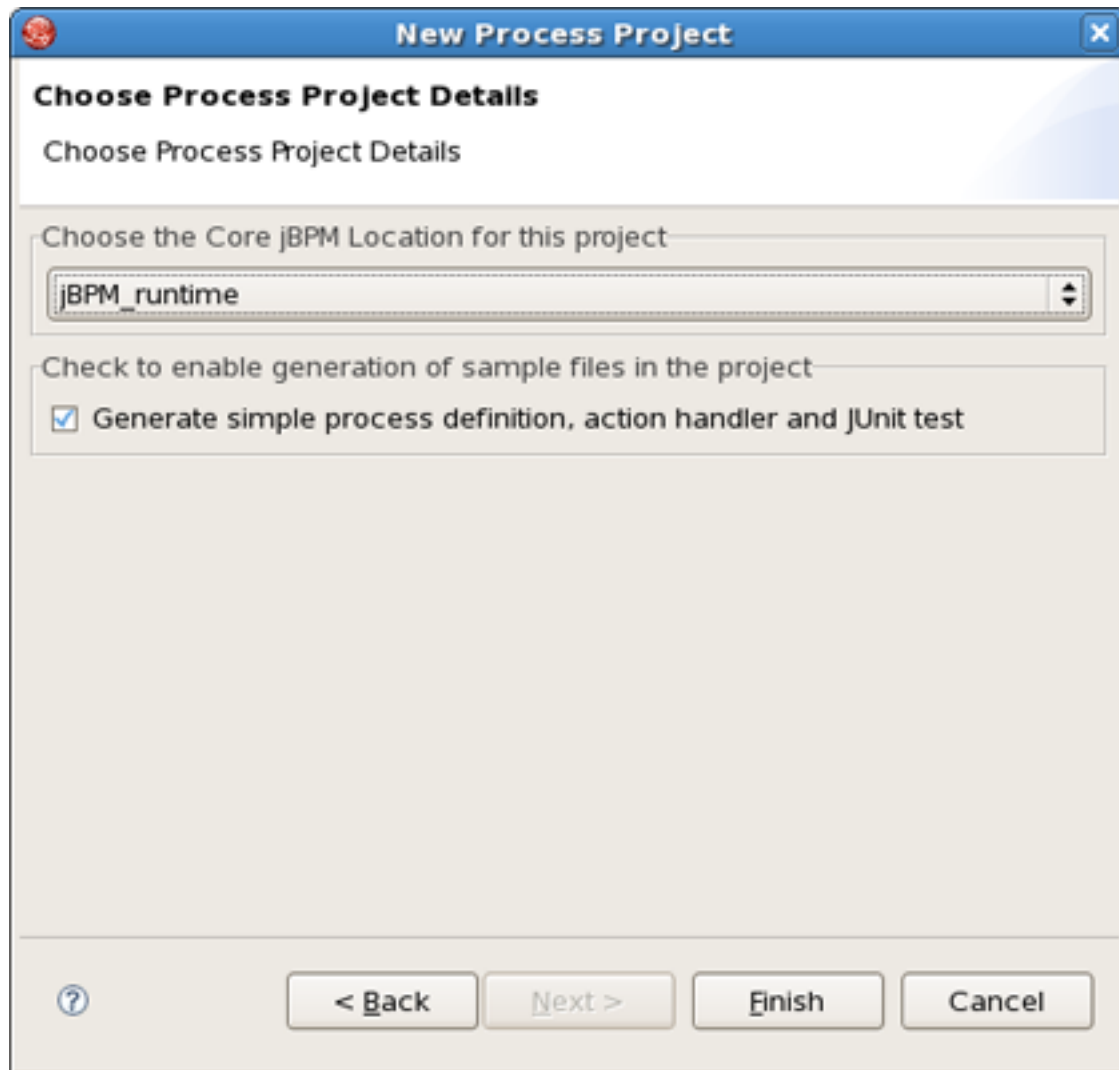 New Process Project
Choose Process Project Details
Choose Process Project Details
Choose the Core jBPM Location for this project
jBPM_runtime
Check to enable generation of sample files in the project
Generate simple process definition, action handler and JUnit test
?
< Back
Next >
Finish
Cancel